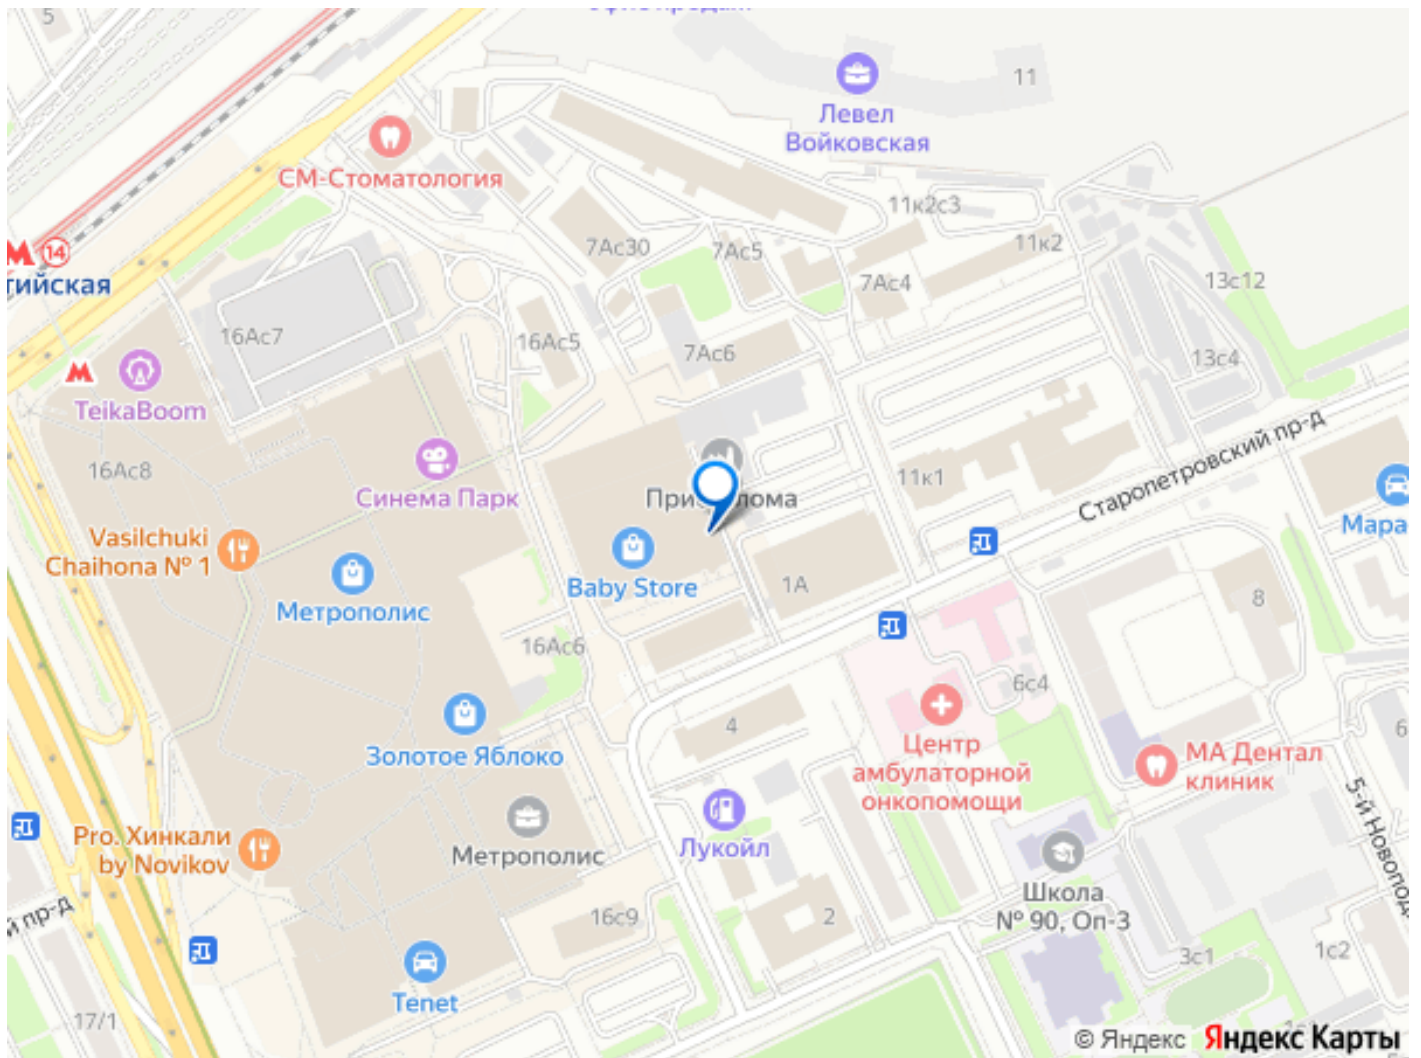 5
11
Левел
Войковская
СМ-Стоматология
11к2с3
7Ас30
7Ас5
11к2
14
тийская
7Ас4
13с12
16Ас7
16Ас5
7Ас6
13с4
TeikaBoom
Старопетровский пр-д
16Ас8
Синема Парк
11к1
Мара
Vasilchuki
Chaihona № 1
Метрополис
Baby Store
1А
8
16Ас6
6с4
4
Золотое Яблоко
Центр
амбулаторной
онкопомощи
МА Дентал
клиник
6
5-й Новопод
Pro. Хинкали
by Novikov
Метрополис
Лукойл
Школа
№ 90, Оп-3
й пр-д
16с9
2
3с1
1с2
Tenet
17/1
© Яндекс Яндекс Карты